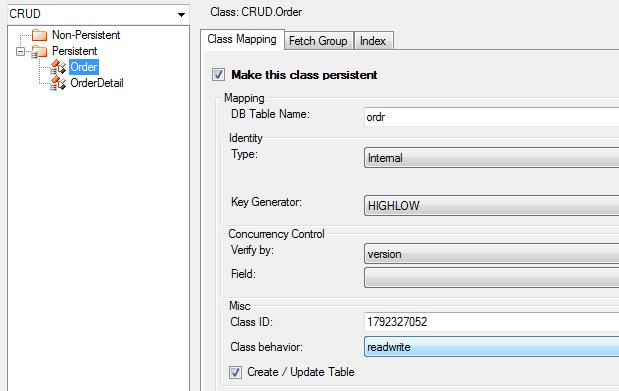 CRUD
Class: CRUD.Order
Non-Persistent
Persistent
Order
OrderDetail
Class Mapping Fetch Group Index
Make this class persistent
Mapping
DB Table Name: ordr
Identity
Type: Internal
Key Generator: HIGHLOW
Concurrency Control
Verify by: version
Field:
Misc
Class ID: 1792327052
Class behavior: readwrite
Create / Update Table